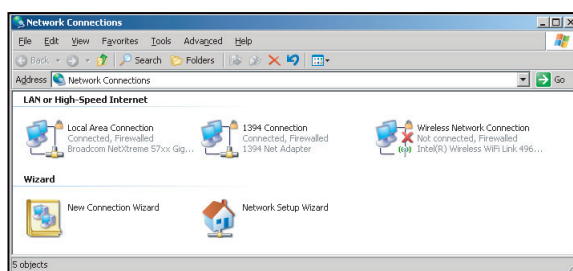 Network Connections
File Edit View Favorites Tools Advanced Help
Back Search Folders
Address Network Connections Go
LAN or High-Speed Internet
Local Area Connection
Connected, Firewalled
Broadcom NetXtreme 57xx Gig...
1394 Connection
Connected, Firewalled
1394 Net Adapter
Wireless Network Connection
Not connected, Firewalled
Intel(R) Wireless WiFi Link 496...
Wizard
New Connection Wizard
Network Setup Wizard
5 objects